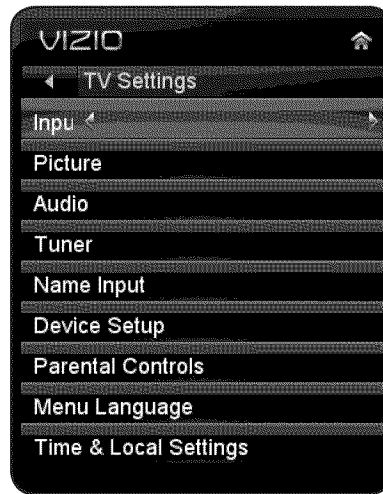 VIZIO
TV Settings
Inpu
Picture
Audio
Tuner
Name Input
Device Setup
Parental Controls
Menu Language
Time & Local Settings